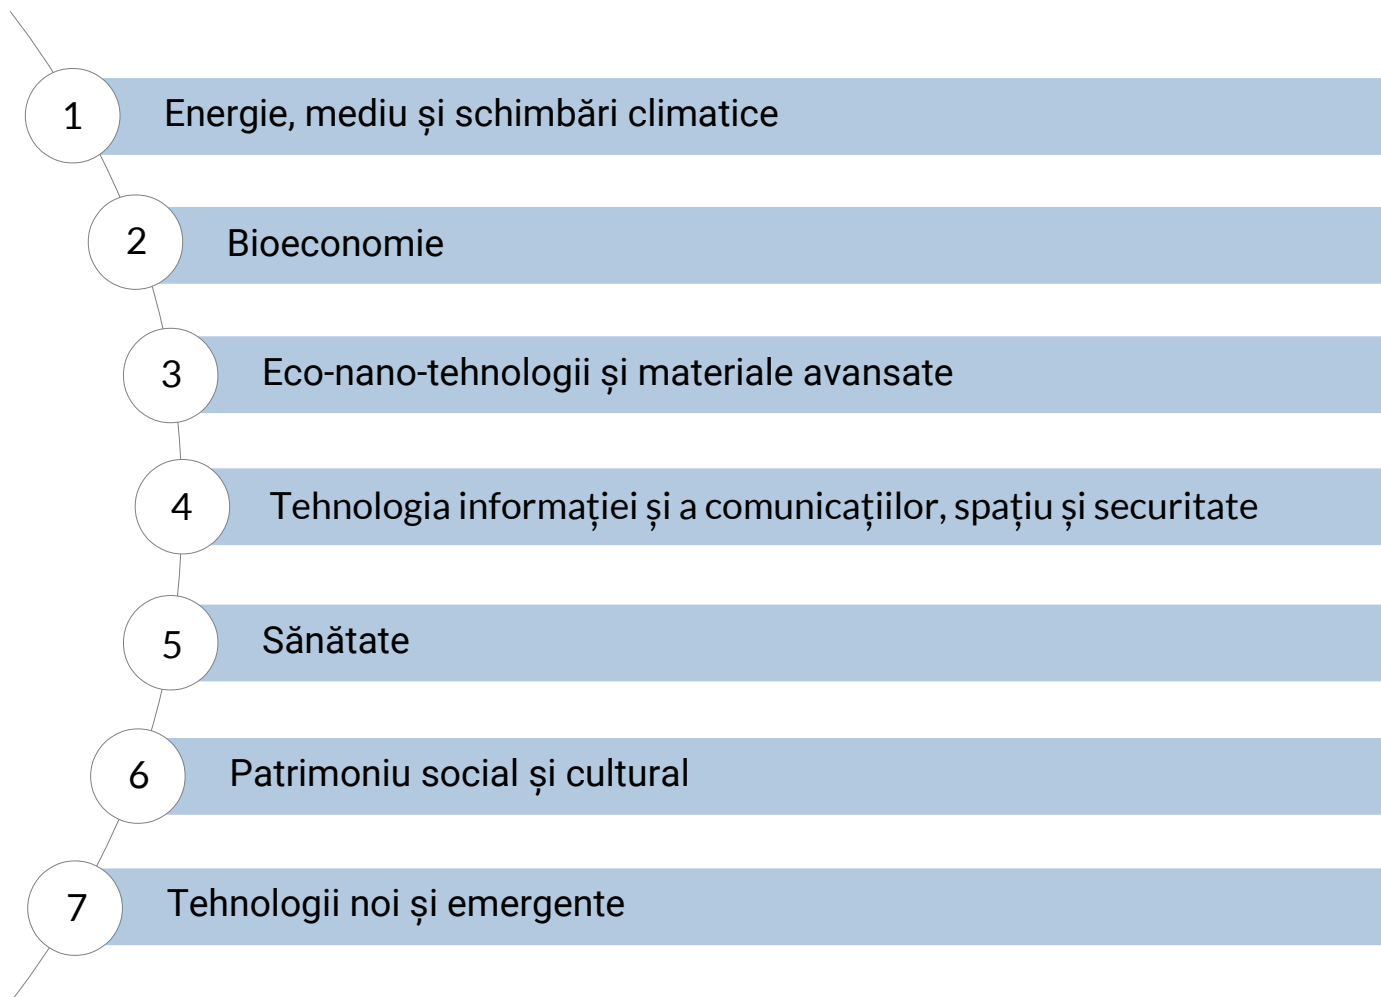 1 Energie, mediu și schimbări climatice
2 Bioeconomie
3 Eco-nano-tehnologii și materiale avansate
4 Tehnologia informației și a comunicațiilor, spațiu și securitate
5 Sănătate
6 Patrimoniu social și cultural
7 Tehnologii noi și emergente